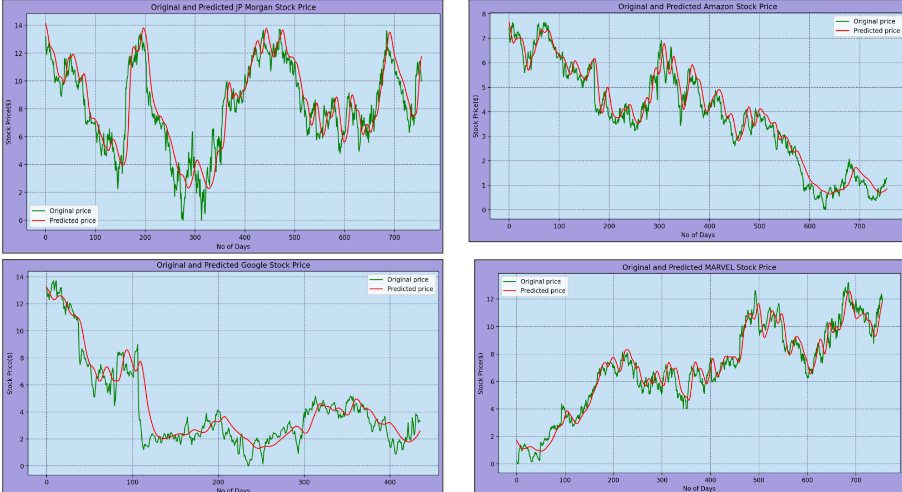 Original and Predicted JP Morgan Stock Price
14
12
10
8
6
4
2
0
Stock Price($)
Original price
Predicted price
0 100 200 300 400 500 600 700
No of Days
Original and Predicted Amazon Stock Price
8
7
6
5
4
3
2
1
0
Stock Price($)
Original price
Predicted price
0 100 200 300 400 500 600 700
No of Days
Original and Predicted Google Stock Price
14
12
10
8
6
4
2
0
Stock Price($)
Original price
Predicted price
0 100 200 300 400
No of Days
Original and Predicted MARVEL Stock Price
12
10
8
6
4
2
0
Stock Price($)
Original price
Predicted price
0 100 200 300 400 500 600 700
No of Days